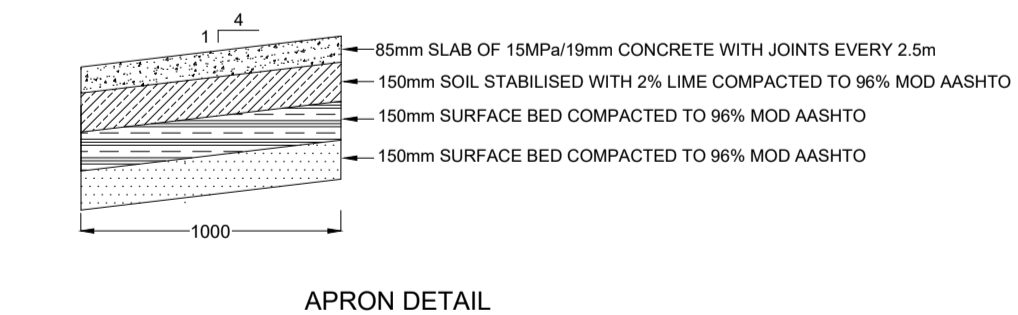 4
1
85mm SLAB OF 15MPa/19mm CONCRETE WITH JOINTS EVERY 2.5m
150mm SOIL STABILISED WITH 2% LIME COMPACTED TO 96% MOD AASHTO
150mm SURFACE BED COMPACTED TO 96% MOD AASHTO
150mm SURFACE BED COMPACTED TO 96% MOD AASHTO
1000
APRON DETAIL